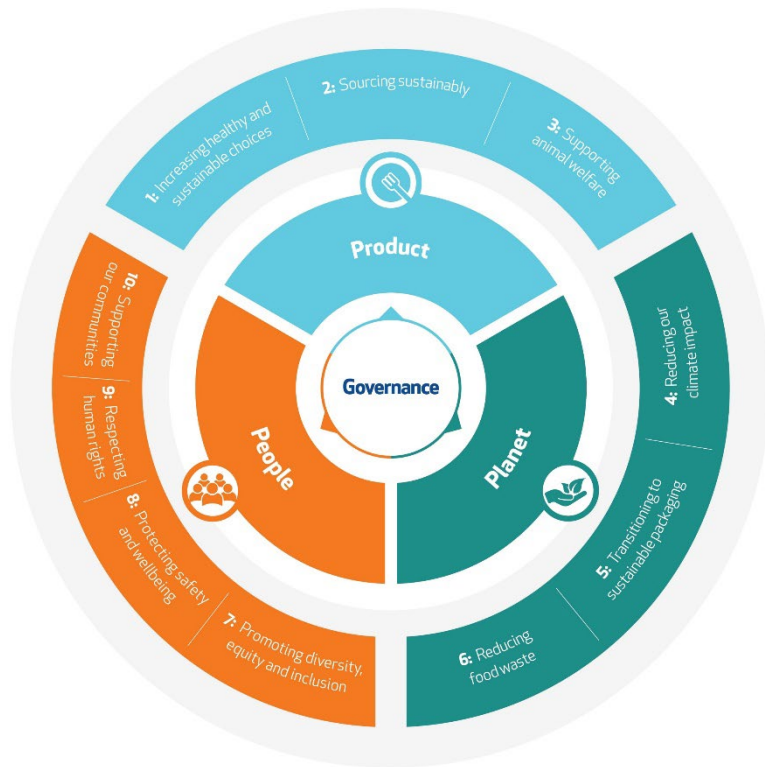 1: Increasing healthy and
sustainable choices
2: Sourcing sustainably
3: Supporting
animal welfare
Product
4: Reducing our
climate impact
5: Transitioning to
sustainable packaging
6: Reducing
food waste
Planet
7: Promoting diversity,
equity and inclusion
8: Protecting safety
and wellbeing
9: Respecting
human rights
10: Supporting
our communities
People
Governance